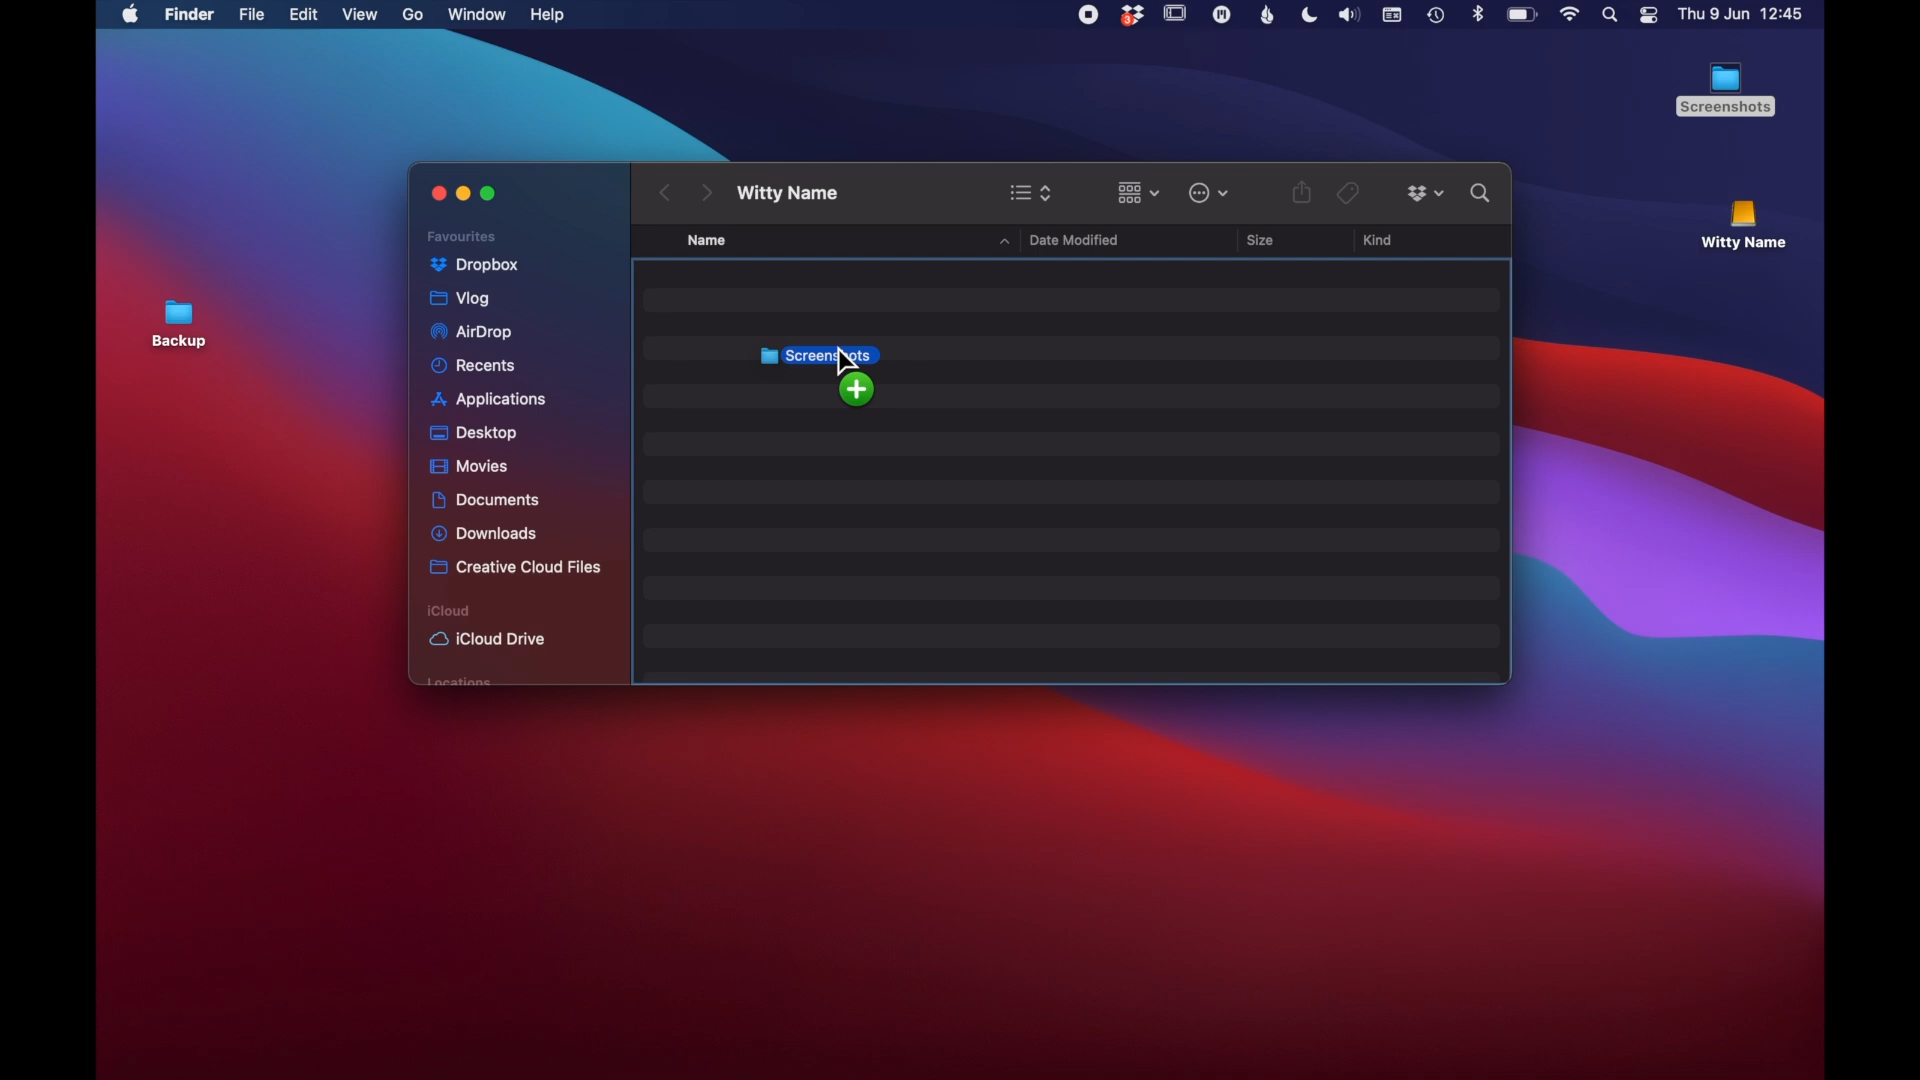 Finder File Edit View Go Window Help 3 Thu 9 Jun 12:45
Screenshots
Witty Name
Name Date Modified Size Kind
Favourites
Dropbox
Vlog
AirDrop
Recents
Applications
Desktop
Movies
Documents
Downloads
Creative Cloud Files
iCloud
iCloud Drive
Locations
Screenshots
Witty Name
Backup